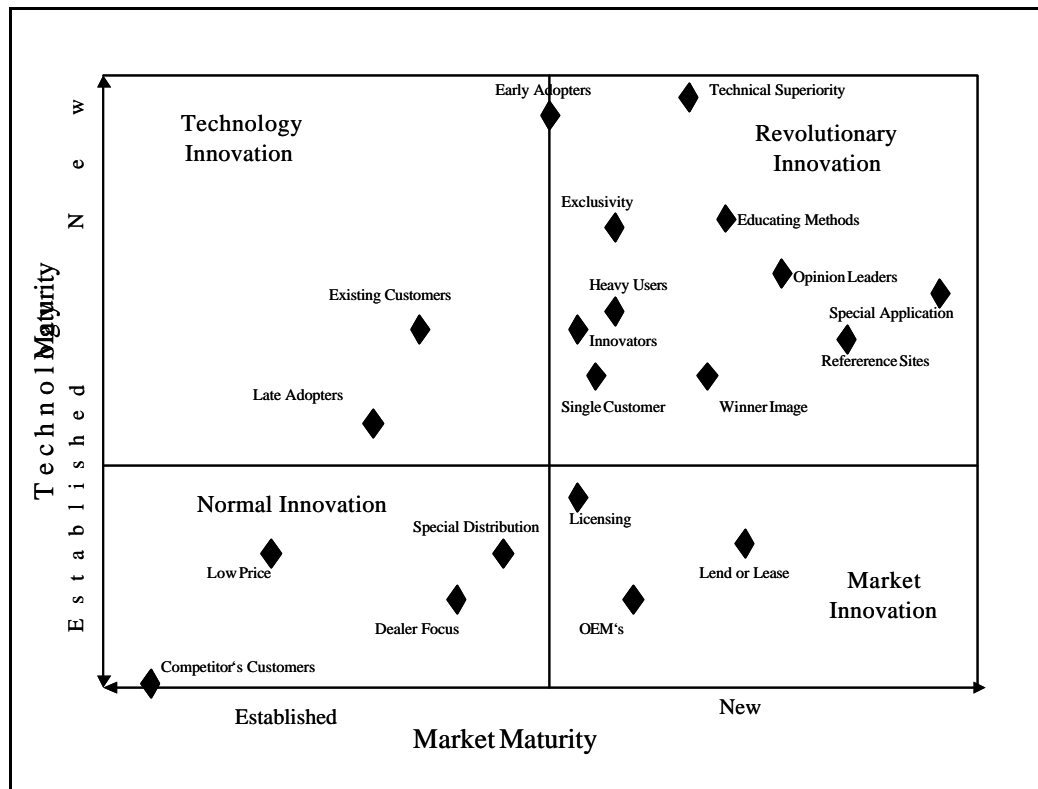 Early Adopters
Technical Superiority
Technology
Innovation
Revolutionary
Innovation
Exclusivity
Educating Methods
Opinion Leaders
Heavy Users
Existing Customers
Special Application
Innovators
Refererence Sites
Late Adopters
Single Customer
Winner Image
Normal Innovation
Licensing
Special Distribution
Low Price
Lend or Lease
Market
Innovation
Dealer Focus
OEM‘s
Competitor‘s Customers
Established
New
Market Maturity
Established
New
Maturity